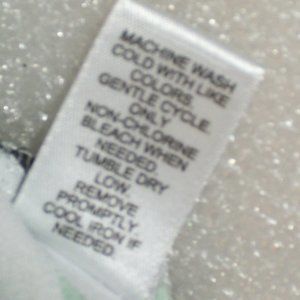 MACHINE WASH
COLD WITH LIKE
COLORS.
GENTLE CYCLE.
ONLY
NON-CHLORINE
BLEACH WHEN
NEEDED.
TUMBLE DRY
LOW.
REMOVE
PROMPTLY.
COOL IRON IF
NEEDED.